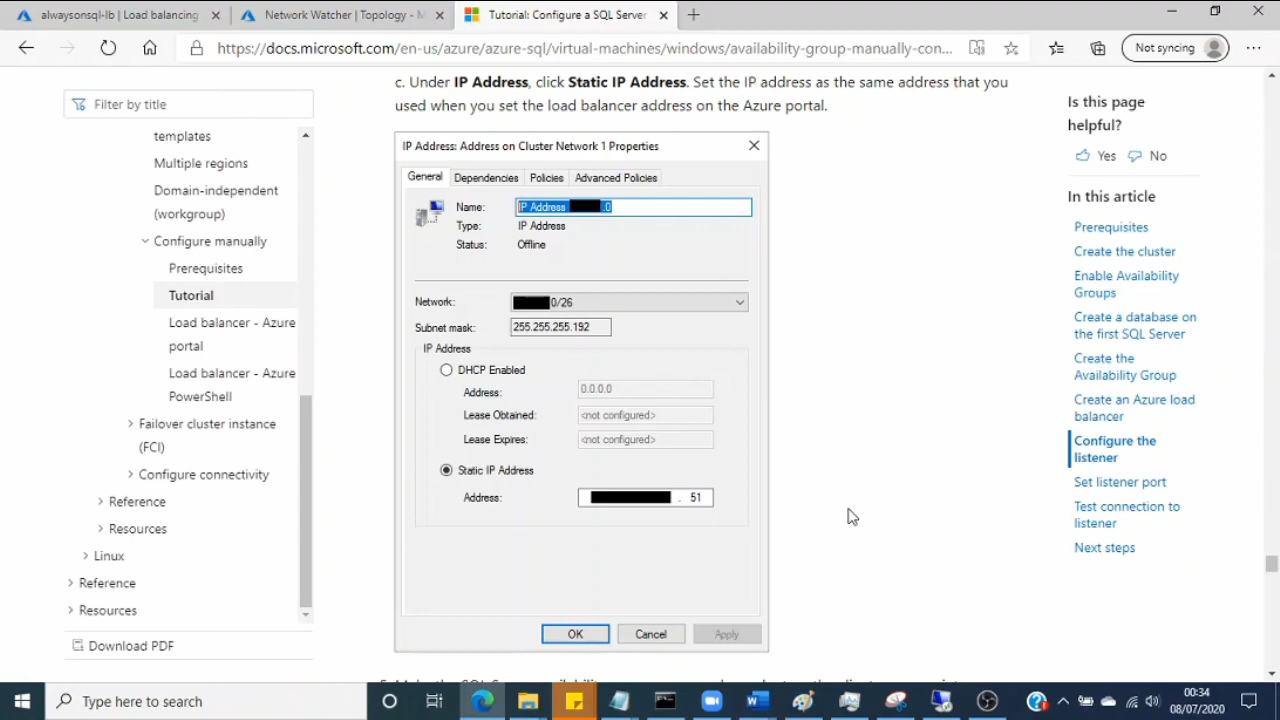 alwaysonsql-lb | Load balancing
Network Watcher | Topology - M
Tutorial: Configure a SQL Server
https://docs.microsoft.com/en-us/azure/azure-sql/virtual-machines/windows/availability-group-manually-con...
Not syncing
Filter by title
templates
Multiple regions
Domain-independent
(workgroup)
Configure manually
Prerequisites
Tutorial
Load balancer - Azure
portal
Load balancer - Azure
PowerShell
Failover cluster instance
(FCI)
Configure connectivity
Reference
Resources
Linux
Reference
Resources
Download PDF
c. Under IP Address, click Static IP Address. Set the IP address as the same address that you
used when you set the load balancer address on the Azure portal.
IP Address: Address on Cluster Network 1 Properties
General
Dependencies
Policies
Advanced Policies
Name: IP Address .0
Type: IP Address
Status: Offline
Network: 0/26
Subnet mask: 255.255.255.192
IP Address
DHCP Enabled
Address: 0.0.0.0
Lease Obtained: <not configured>
Lease Expires: <not configured>
Static IP Address
Address: . 51
OK
Cancel
Apply
Is this page
helpful?
Yes
No
In this article
Prerequisites
Create the cluster
Enable Availability
Groups
Create a database on
the first SQL Server
Create the
Availability Group
Create an Azure load
balancer
Configure the
listener
Set listener port
Test connection to
listener
Next steps
Type here to search
00:34
08/07/2020